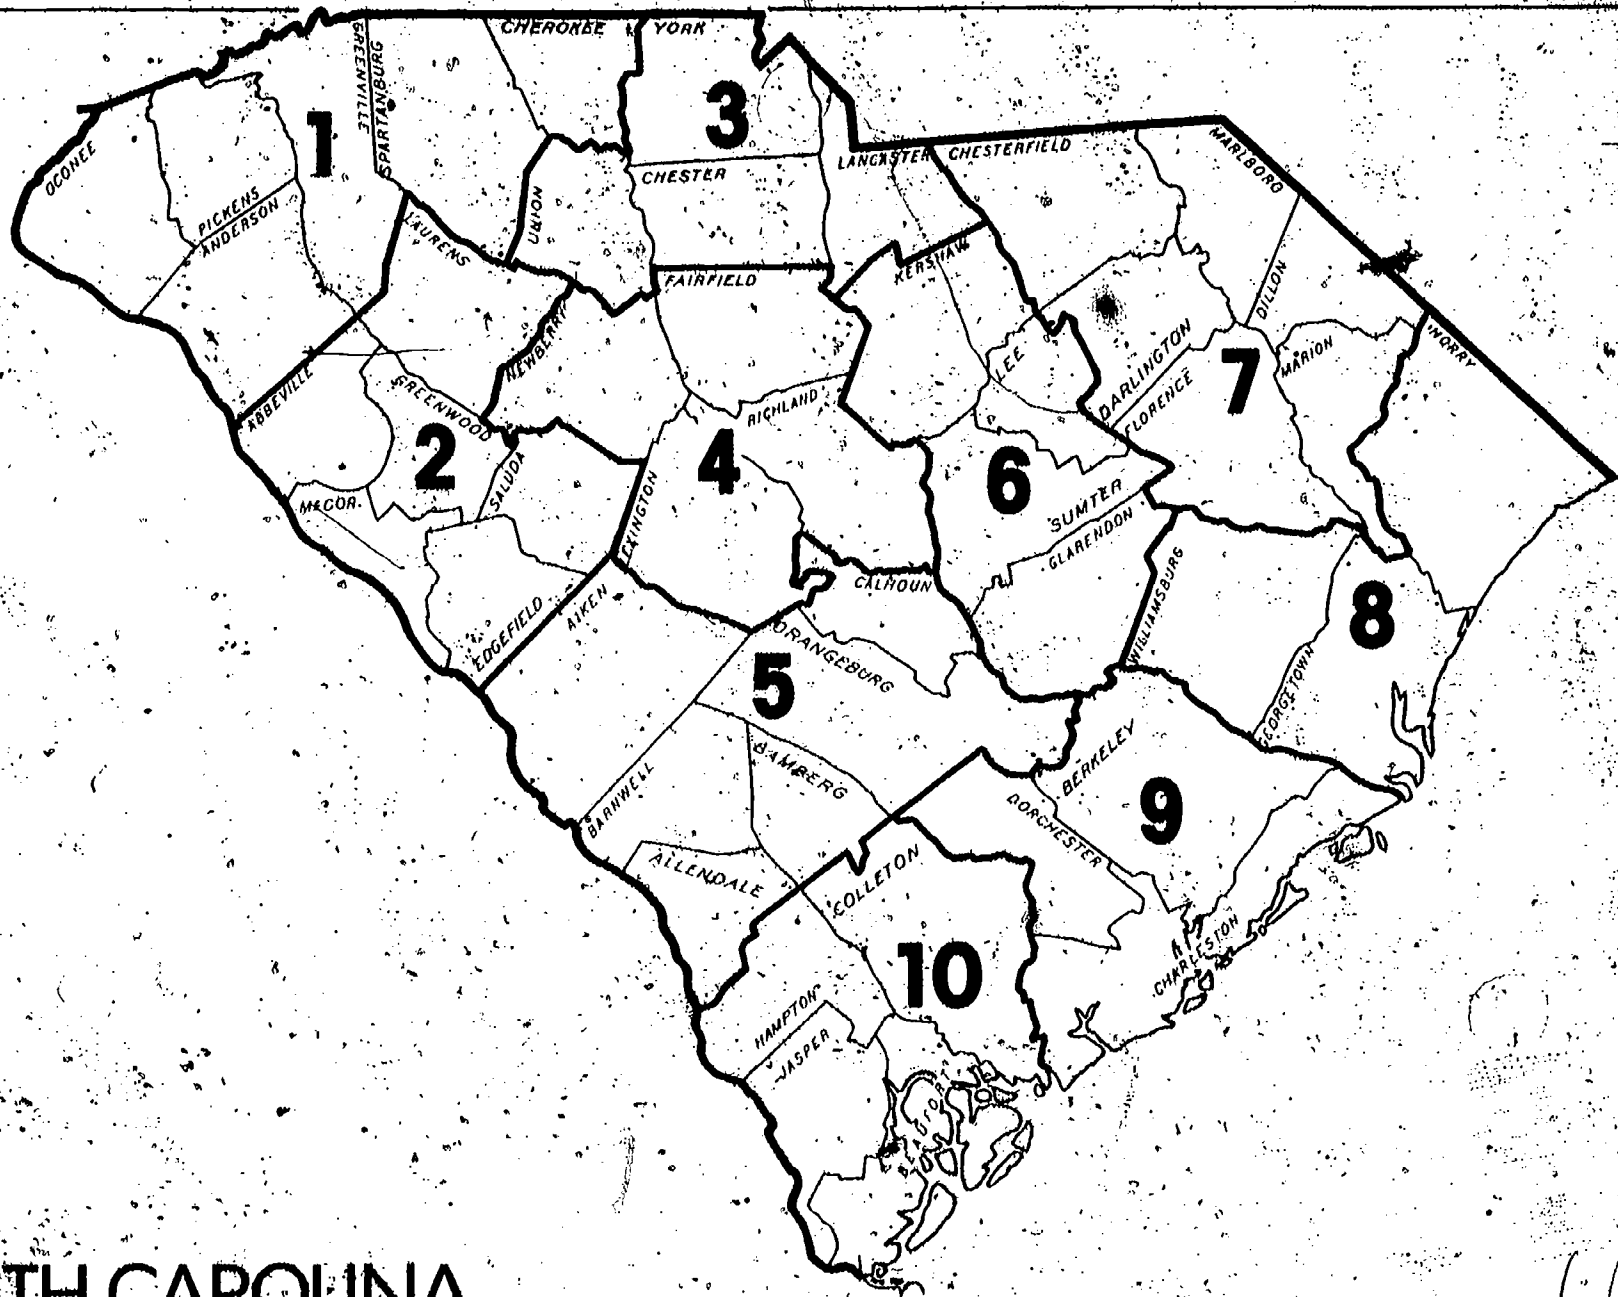 CHEROKEE
YORK
GREENVILLE
SPARTANBURG
1
3
OCONEE
PICKENS
ANDERSON
LAURENS
UNION
CHESTER
LANCASTER
CHESTERFIELD
MARLBORO
FAIRFIELD
KERSHAW
DILLON
NEWBERRY
LEE
DARLINGTON
FLORENCE
7
MARION
HORRY
ABBEVILLE
GREENWOOD
2
RICHLAND
4
6
McCOR.
SALUDA
LEXINGTON
SUMTER
CLARENDON
CALHOUN
WILLIAMSBURG
8
EDGEFIELD
AIKEN
ORANGEBURG
5
GEORGETOWN
BAMBERG
BERKELEY
BARNWELL
DORCHESTER
9
ALLENDALE
COLLETON
10
CHARLESTON
HAMPTON
JASPER
BEAUFORT
TH CAROLINA